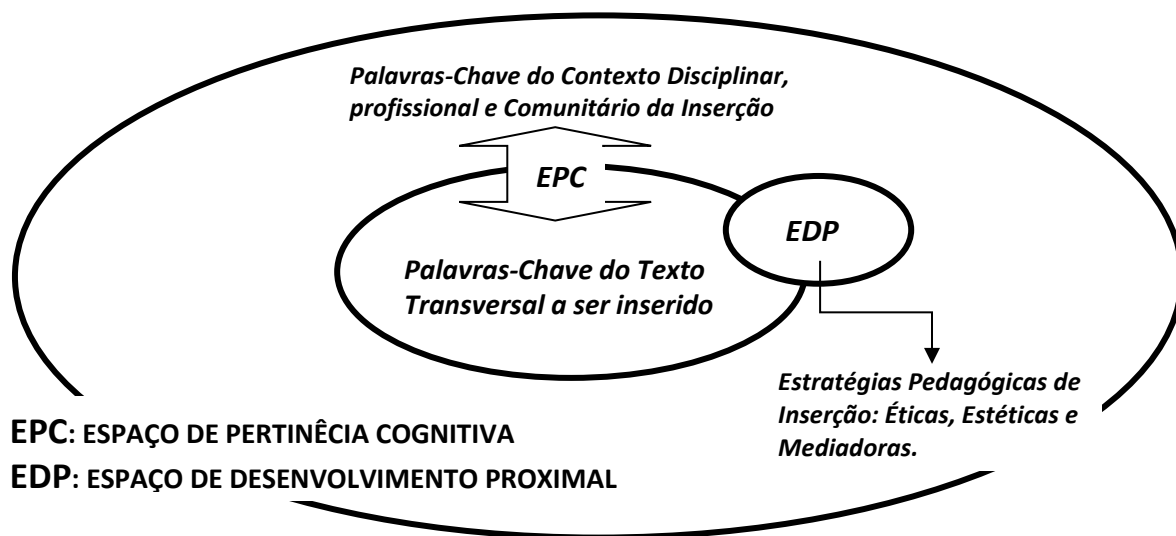 Palavras-Chave do Contexto Disciplinar,
profissional e Comunitário da Inserção
EPC
EDP
Palavras-Chave do Texto
Transversal a ser inserido
Estratégias Pedagógicas de
Inserção: Éticas, Estéticas e
Mediadoras.
EPC: ESPAÇO DE PERTINÊCIA COGNITIVA
EDP: ESPAÇO DE DESENVOLVIMENTO PROXIMAL